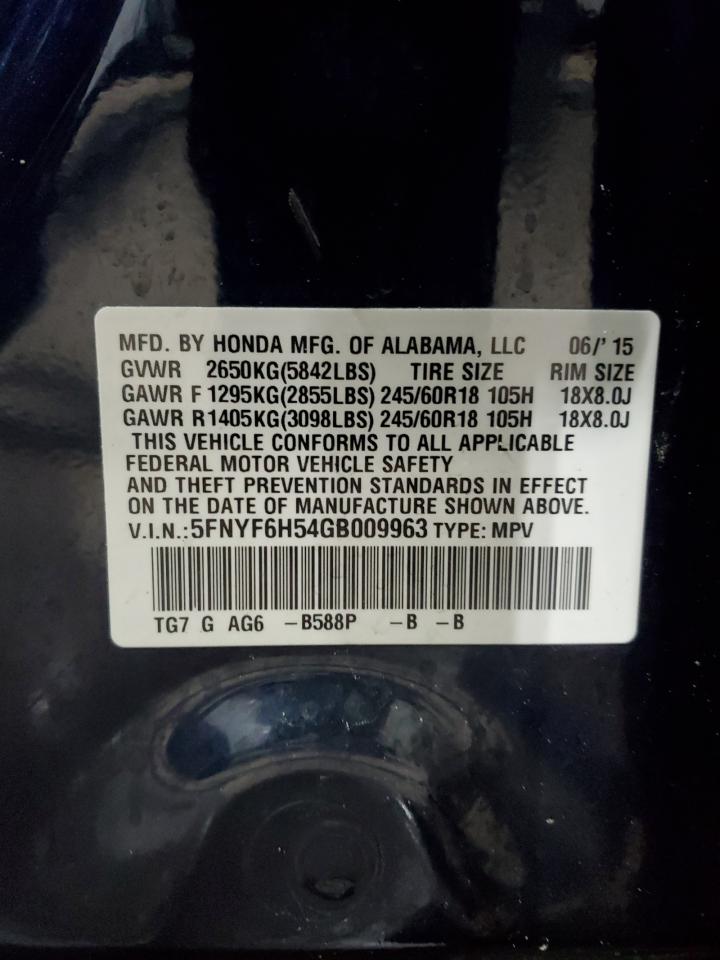 MFD. BY HONDA MFG. OF ALABAMA, LLC 06/' 15
GVWR 2650KG(5842LBS) TIRE SIZE RIM SIZE
GAWR F 1295KG(2855LBS) 245/60R18 105H 18X8.0J
GAWR R1405KG(3098LBS) 245/60R18 105H 18X8.0J
THIS VEHICLE CONFORMS TO ALL APPLICABLE
FEDERAL MOTOR VEHICLE SAFETY
AND THEFT PREVENTION STANDARDS IN EFFECT
ON THE DATE OF MANUFACTURE SHOWN ABOVE.
V.I.N.:5FNYF6H54GB009963 TYPE: MPV
TG7 G AG6 -B588P -B -B